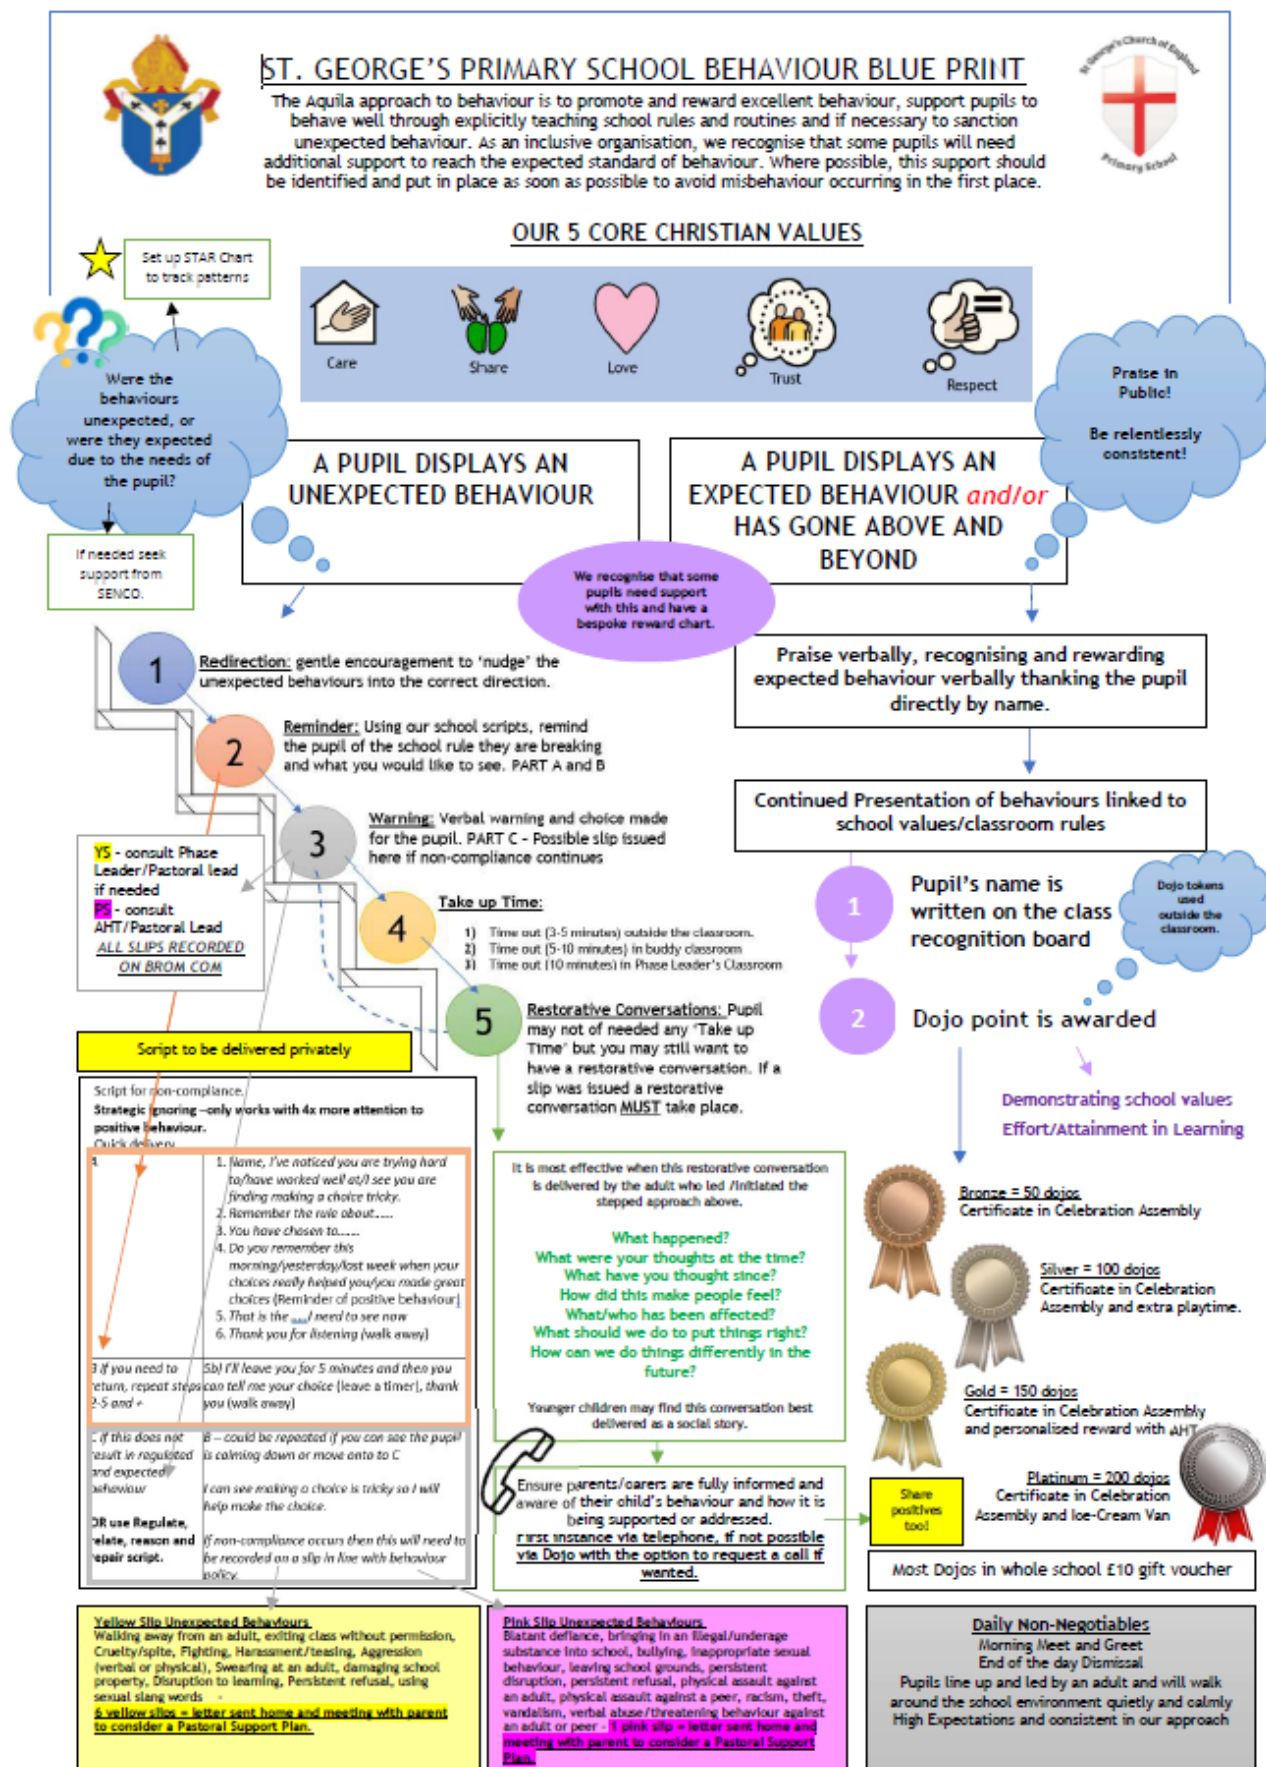 ST. GEORGE'S PRIMARY SCHOOL BEHAVIOUR BLUE PRINT
The Aquila approach to behaviour is to promote and reward excellent behaviour, support pupils to
behave well through explicitly teaching school rules and routines and if necessary to sanction
unexpected behaviour. As an inclusive organisation, we recognise that some pupils will need
additional support to reach the expected standard of behaviour. Where possible, this support should
be identified and put in place as soon as possible to avoid misbehaviour occurring in the first place.
St George's Church of England
Primary School
OUR 5 CORE CHRISTIAN VALUES
Care
Share
Love
Trust
Respect
Set up STAR Chart
to track patterns
???
Were the
behaviours
unexpected, or
were they expected
due to the needs of
the pupil?
If needed seek
support from
SENCO.
Praise in
Public!
Be relentlessly
consistent!
A PUPIL DISPLAYS AN
UNEXPECTED BEHAVIOUR
A PUPIL DISPLAYS AN
EXPECTED BEHAVIOUR and/or
HAS GONE ABOVE AND
BEYOND
We recognise that some
pupils need support
with this and have a
bespoke reward chart.
1
Redirection: gentle encouragement to 'nudge' the
unexpected behaviours into the correct direction.
2
Reminder: Using our school scripts, remind
the pupil of the school rule they are breaking
and what you would like to see. PART A and B
3
Warning: Verbal warning and choice made
for the pupil. PART C - Possible slip issued
here if non-compliance continues
4
Take up Time:
1) Time out (3-5 minutes) outside the classroom.
2) Time out (5-10 minutes) in buddy classroom
3) Time out (10 minutes) in Phase Leader's Classroom
5
Restorative Conversations: Pupil
may not of needed any 'Take up
Time' but you may still want to
have a restorative conversation. If a
slip was issued a restorative
conversation MUST take place.
YS - consult Phase
Leader/Pastoral lead
if needed
PS - consult
AHT/Pastoral Lead
ALL SLIPS RECORDED
ON BROM COM
Script to be delivered privately
Script for non-compliance.
Strategic ignoring –only works with 4x more attention to
positive behaviour.
Quick delivery
1. Name, I've noticed you are trying hard
to/have worked well at/I see you are
finding making a choice tricky.
2. Remember the rule about……
3. You have chosen to……
4. Do you remember this
morning/yesterday/last week when your
choices really helped you/you made great
choices (Reminder of positive behaviour)
5. That is the ..../ need to see now
6. Thank you for listening (walk away)
If you need to
return, repeat steps
2-5 and +
5b) I'll leave you for 5 minutes and then you
can tell me your choice (leave a timer), thank
you (walk away)
C if this does not
result in regulated
and expected
behaviour
OR use Regulate,
relate, reason and
repair script.
B – could be repeated if you can see the pupil
is calming down or move onto to C
I can see making a choice is tricky so I will
help make the choice.
If non-compliance occurs then this will need to
be recorded on a slip in line with behaviour
policy.
It is most effective when this restorative conversation
is delivered by the adult who led /initiated the
stepped approach above.
What happened?
What were your thoughts at the time?
What have you thought since?
How did this make people feel?
What/who has been affected?
What should we do to put things right?
How can we do things differently in the
future?
Younger children may find this conversation best
delivered as a social story.
Ensure parents/carers are fully informed and
aware of their child's behaviour and how it is
being supported or addressed.
First instance via telephone, if not possible
via Dojo with the option to request a call if
wanted.
Share
positives
too!
Praise verbally, recognising and rewarding
expected behaviour verbally thanking the pupil
directly by name.
Continued Presentation of behaviours linked to
school values/classroom rules
1
Pupil's name is
written on the class
recognition board
Dojo tokens
used
outside the
classroom.
2
Dojo point is awarded
Demonstrating school values
Effort/Attainment in Learning
Bronze = 50 dojos
Certificate in Celebration Assembly
Silver = 100 dojos
Certificate in Celebration
Assembly and extra playtime.
Gold = 150 dojos
Certificate in Celebration Assembly
and personalised reward with AHT
Platinum = 200 dojos
Certificate in Celebration
Assembly and Ice-Cream Van
Most Dojos in whole school £10 gift voucher
Yellow Slip Unexpected Behaviours
Walking away from an adult, exiting class without permission,
Cruelty/spite, Fighting, Harassment/teasing, Aggression
(verbal or physical), Swearing at an adult, damaging school
property, Disruption to learning, Persistent refusal, using
sexual slang words -
6 yellow slips = letter sent home and meeting with parent
to consider a Pastoral Support Plan.
Pink Slip Unexpected Behaviours
Blatant defiance, bringing in an illegal/underage
substance into school, bullying, inappropriate sexual
behaviour, leaving school grounds, persistent
disruption, persistent refusal, physical assault against
an adult, physical assault against a peer, racism, theft,
vandalism, verbal abuse/threatening behaviour against
an adult or peer - 1 pink slip = letter sent home and
meeting with parent to consider a Pastoral Support
Plan.
Daily Non-Negotiables
Morning Meet and Greet
End of the day Dismissal
Pupils line up and led by an adult and will walk
around the school environment quietly and calmly
High Expectations and consistent in our approach